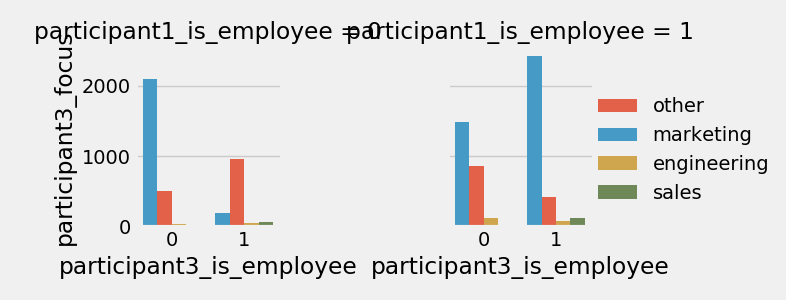 participant1_is_employee = 0
participant1_is_employee = 1
participant3_focus
2000
1000
0
0 1
0 1
participant3_is_employee
participant3_is_employee
other
marketing
engineering
sales